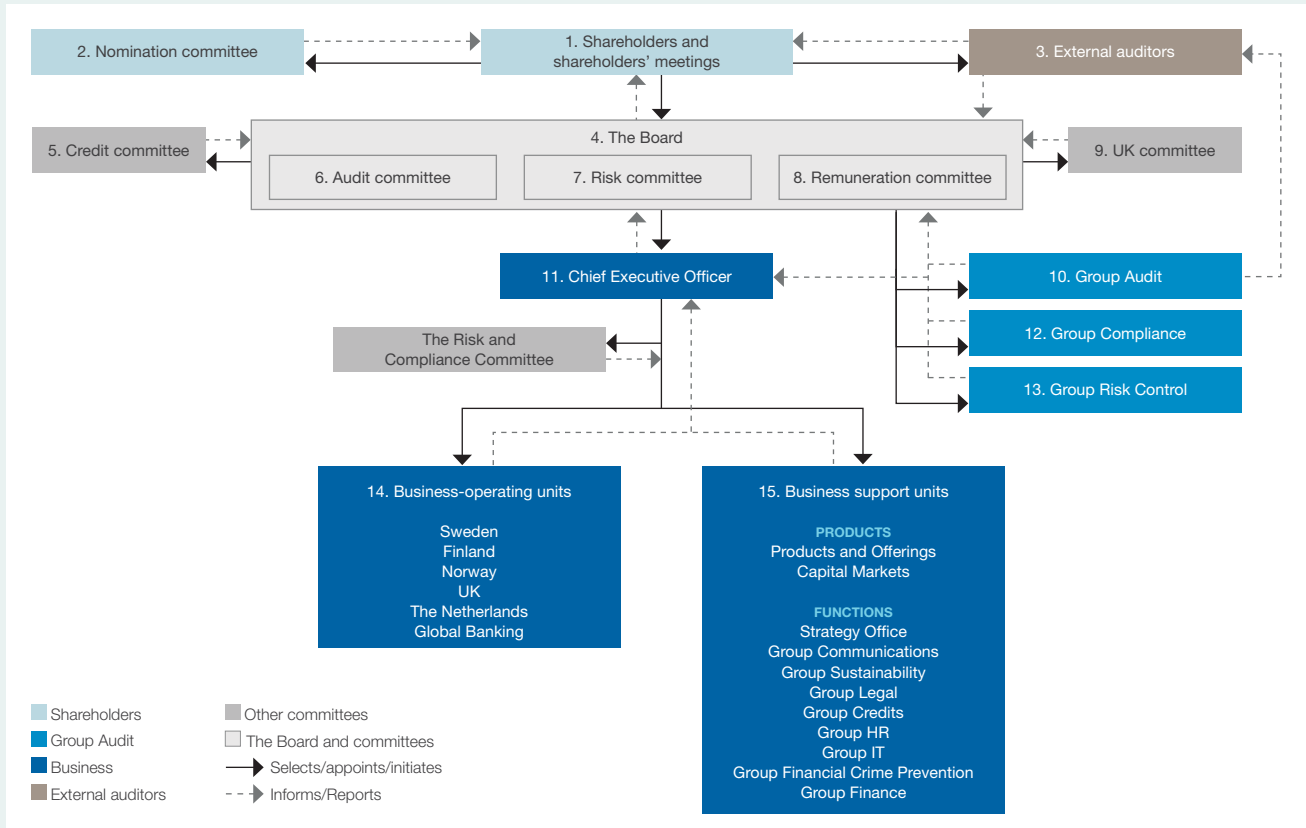 2. Nomination committee
1. Shareholders and
shareholders’ meetings
3. External auditors
5. Credit committee
4. The Board
9. UK committee
6. Audit committee
7. Risk committee
8. Remuneration committee
11. Chief Executive Officer
10. Group Audit
The Risk and
Compliance Committee
12. Group Compliance
13. Group Risk Control
14. Business-operating units
Sweden
Finland
Norway
UK
The Netherlands
Global Banking
15. Business support units
PRODUCTS
Products and Offerings
Capital Markets
FUNCTIONS
Strategy Office
Group Communications
Group Sustainability
Group Legal
Group Credits
Group HR
Group IT
Group Financial Crime Prevention
Group Finance
Shareholders
Group Audit
Business
External auditors
Other committees
The Board and committees
Selects/appoints/initiates
Informs/Reports